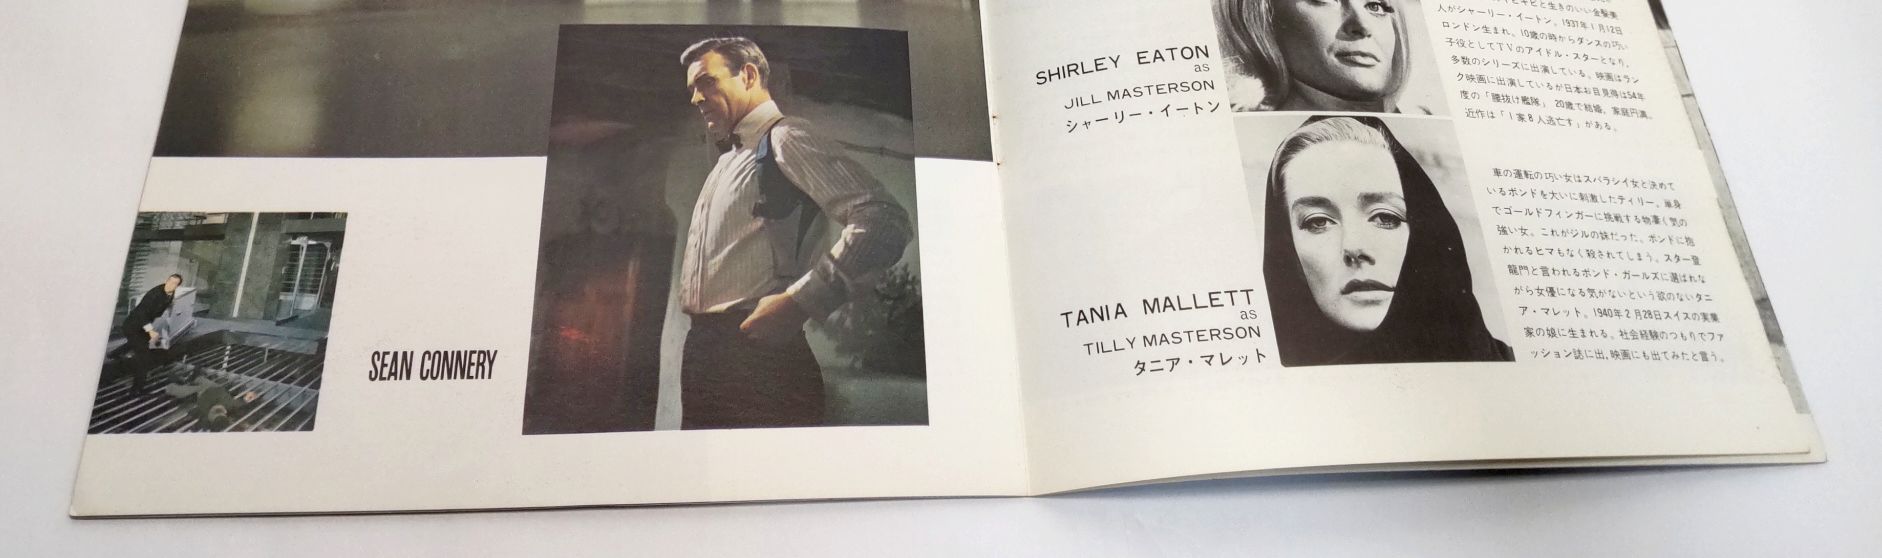 SEAN CONNERY
SHIRLEY EATON
as
JILL MASTERSON
シャーリー・イートン
ピチピチと生きのいい金髪美
人がシャーリー・イートン。1937年1月12日
ロンドン生まれ。10歳の時からダンスの巧い
子役としてTVのアイドル・スターとなり、
多数のシリーズに出演している。映画はラン
ク映画に出演しているが日本お目見得は54年
度の「腰抜け艦隊」 20歳で結婚、家庭円満。
近作は「1家8人逃亡す」がある。
TANIA MALLETT
as
TILLY MASTERSON
タニア・マレット
車の運転の巧い女はスバラシイ女と決めて
いるボンドを大いに刺激したティリー。単身
でゴールドフィンガーに挑戦する物凄く気の
強い女。これがジルの妹だった。ボンドに抱
かれるヒマもなく殺されてしまう。スター登
龍門と言われるボンド・ガールズに選ばれな
がら女優になる気がないという欲のないタニ
ア・マレット。1940年2月28日スイスの実業
家の娘に生まれる。社会経験のつもりでファ
ッション誌に出、映画にも出てみたと言う。